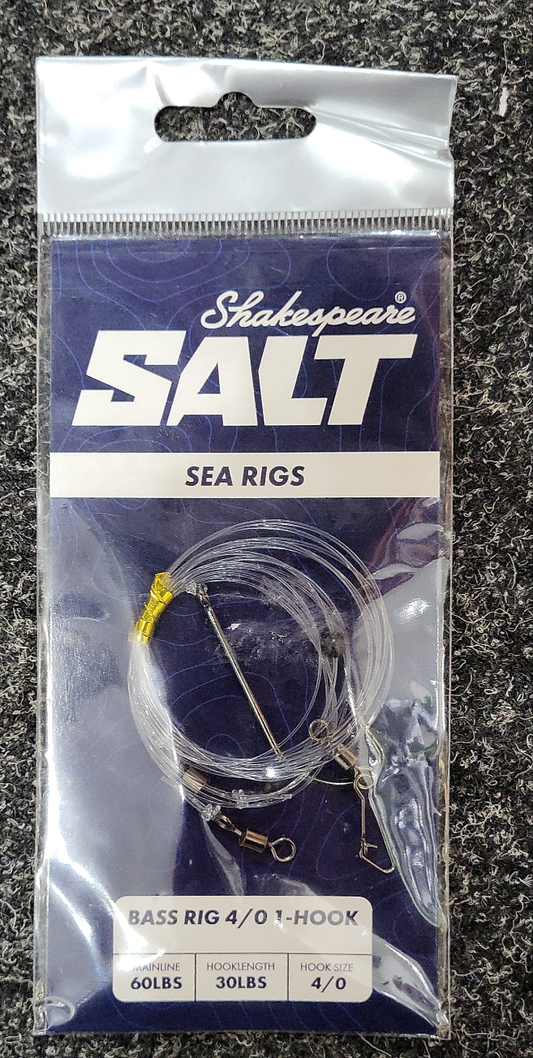 Shakespeare®
SALT
SEA RIGS
BASS RIG 4/0 1-HOOK
MAINLINE HOOKLENGTH HOOK SIZE
60LBS 30LBS 4/0